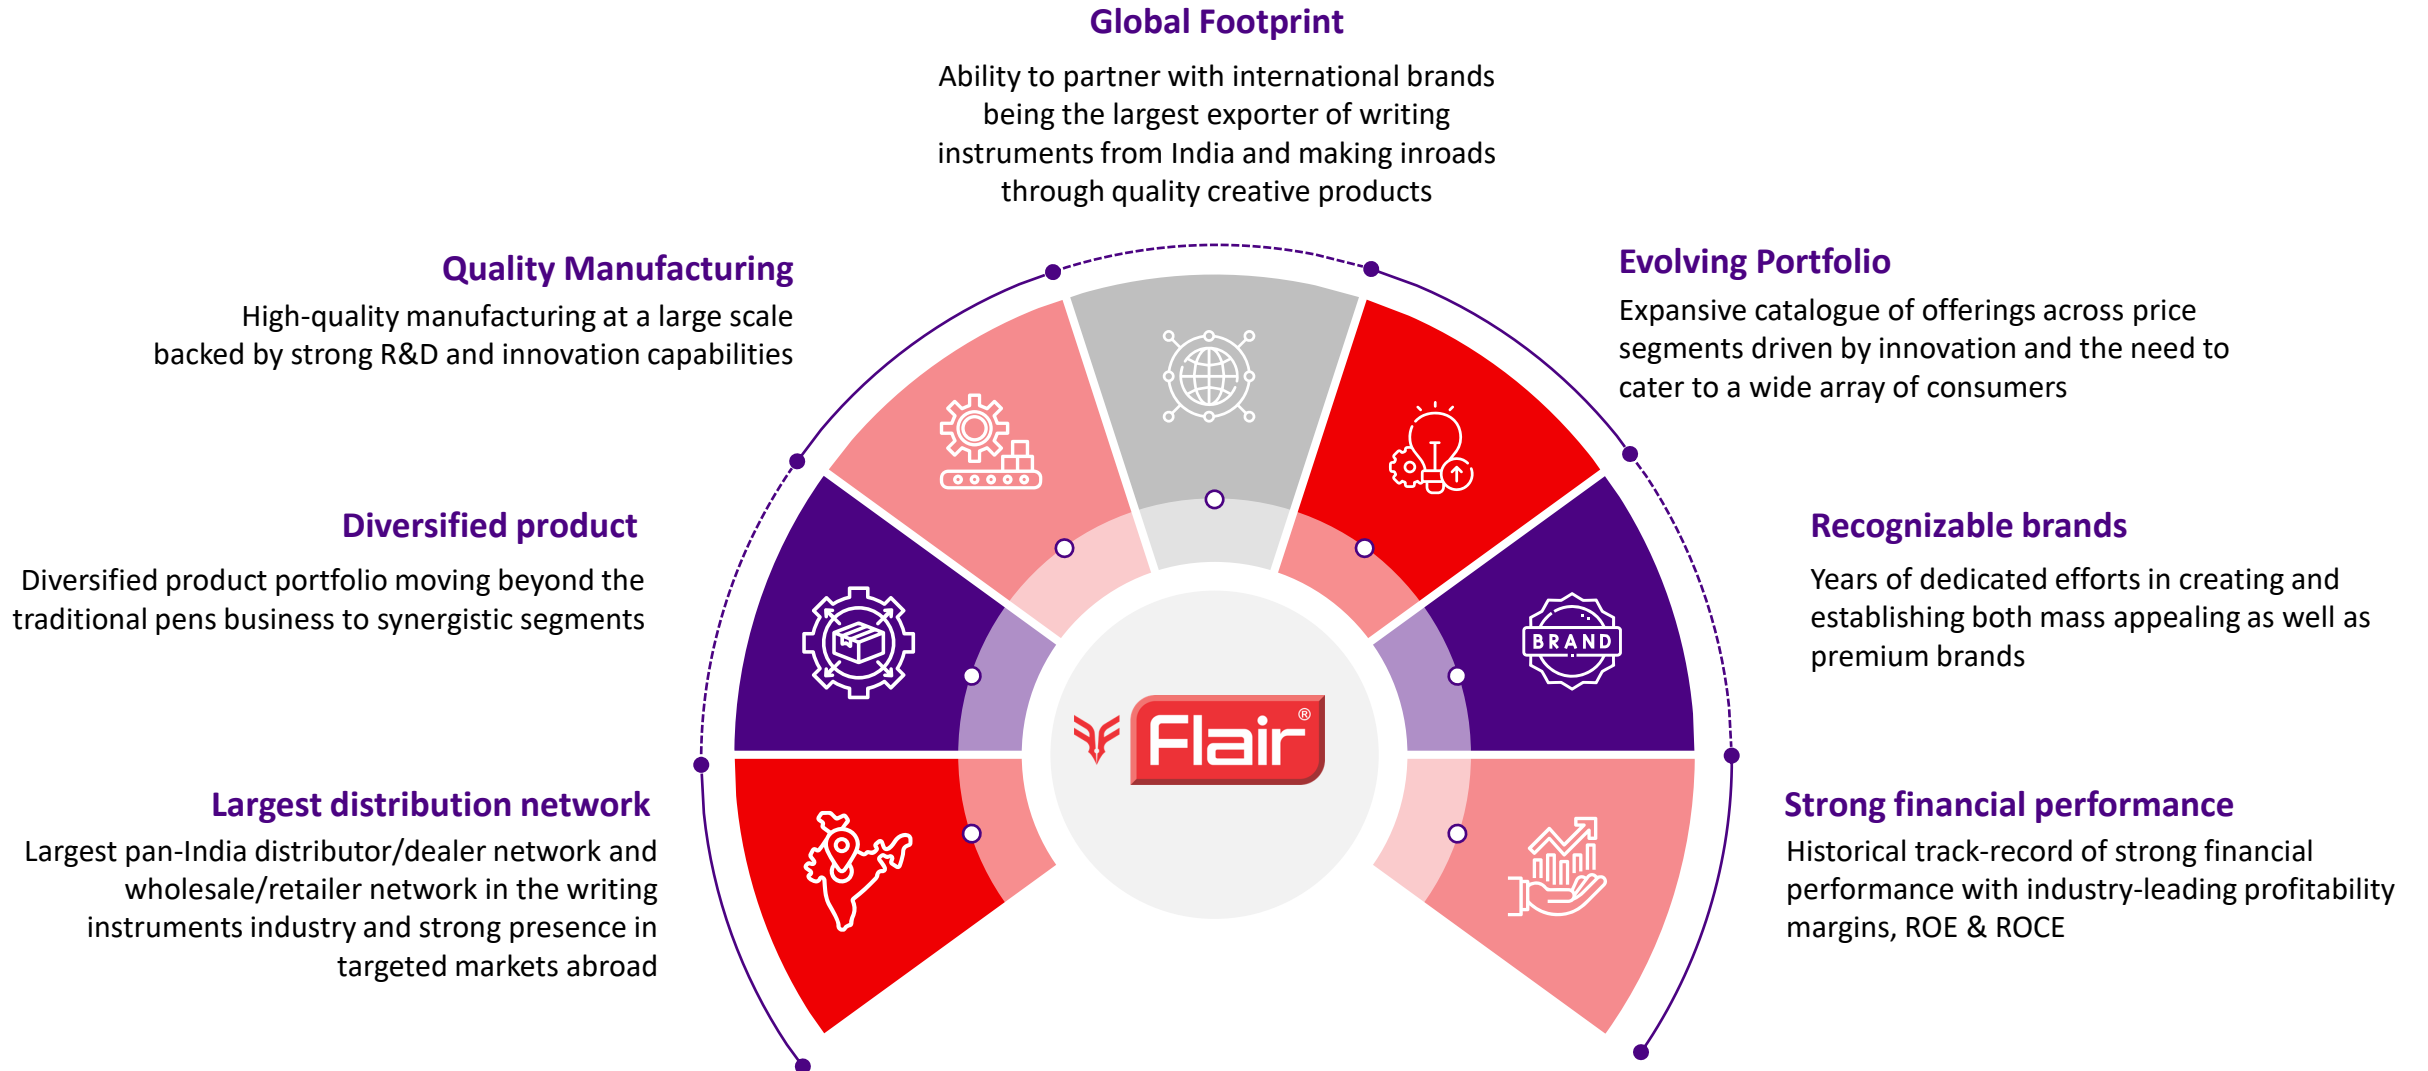 Global Footprint
Ability to partner with international brands
being the largest exporter of writing
instruments from India and making inroads
through quality creative products
Quality Manufacturing
High-quality manufacturing at a large scale
backed by strong R&D and innovation capabilities
Evolving Portfolio
Expansive catalogue of offerings across price
segments driven by innovation and the need to
cater to a wide array of consumers
Diversified product
Diversified product portfolio moving beyond the
traditional pens business to synergistic segments
BRAND
Recognizable brands
Years of dedicated efforts in creating and
establishing both mass appealing as well as
premium brands
Flair®
Largest distribution network
Largest pan-India distributor/dealer network and
wholesale/retailer network in the writing
instruments industry and strong presence in
targeted markets abroad
Strong financial performance
Historical track-record of strong financial
performance with industry-leading profitability
margins, ROE & ROCE